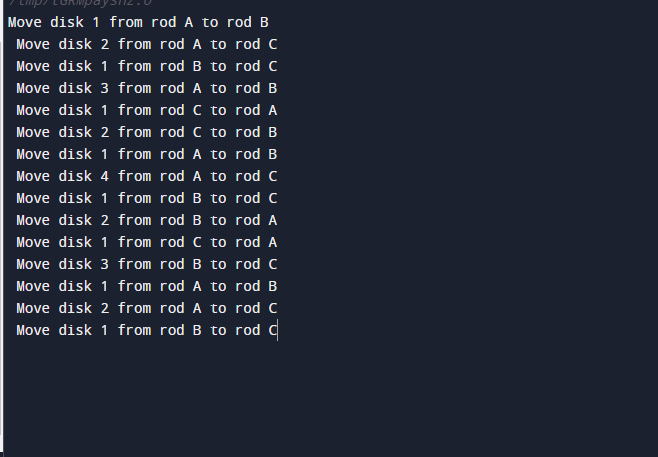 Move disk 1 from rod A to rod B
Move disk 2 from rod A to rod C
Move disk 1 from rod B to rod C
Move disk 3 from rod A to rod B
Move disk 1 from rod C to rod A
Move disk 2 from rod C to rod B
Move disk 1 from rod A to rod B
Move disk 4 from rod A to rod C
Move disk 1 from rod B to rod C
Move disk 2 from rod B to rod A
Move disk 1 from rod C to rod A
Move disk 3 from rod B to rod C
Move disk 1 from rod A to rod B
Move disk 2 from rod A to rod C
Move disk 1 from rod B to rod C